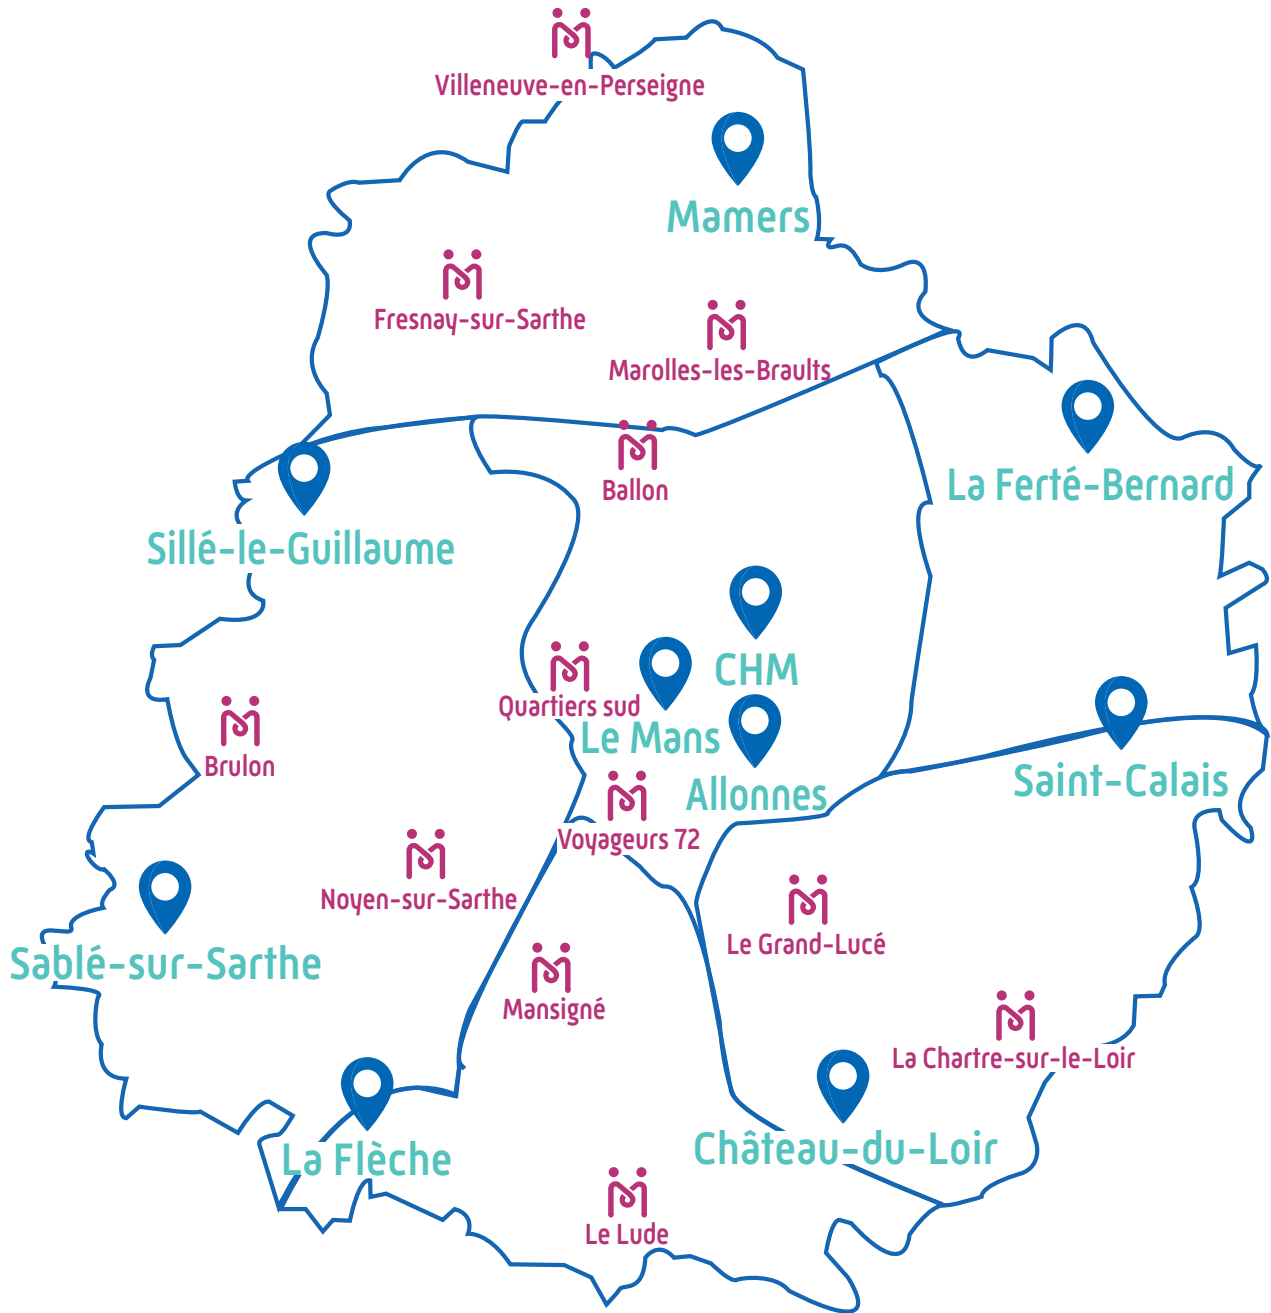 Villeneuve-en-Perseigne
Mamers
Fresnay-sur-Sarthe
Marolles-les-Braults
Ballon
La Ferté-Bernard
Sillé-le-Guillaume
CHM
Quartiers sud
Le Mans
Brulon
Allonnes
Saint-Calais
Voyageurs 72
Noyen-sur-Sarthe
Le Grand-Lucé
Sablé-sur-Sarthe
Mansigné
La Chartre-sur-le-Loir
Château-du-Loir
La Flèche
Le Lude